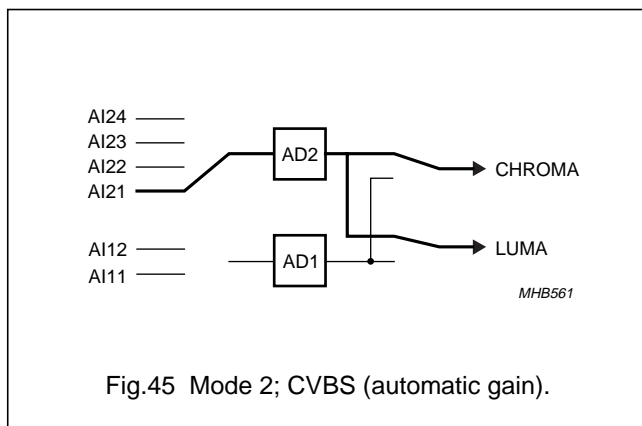 AI24
AI23
AI22
AI21
AD2
CHROMA
AI12
AI11
AD1
LUMA
MHB561
Fig.45 Mode 2; CVBS (automatic gain).